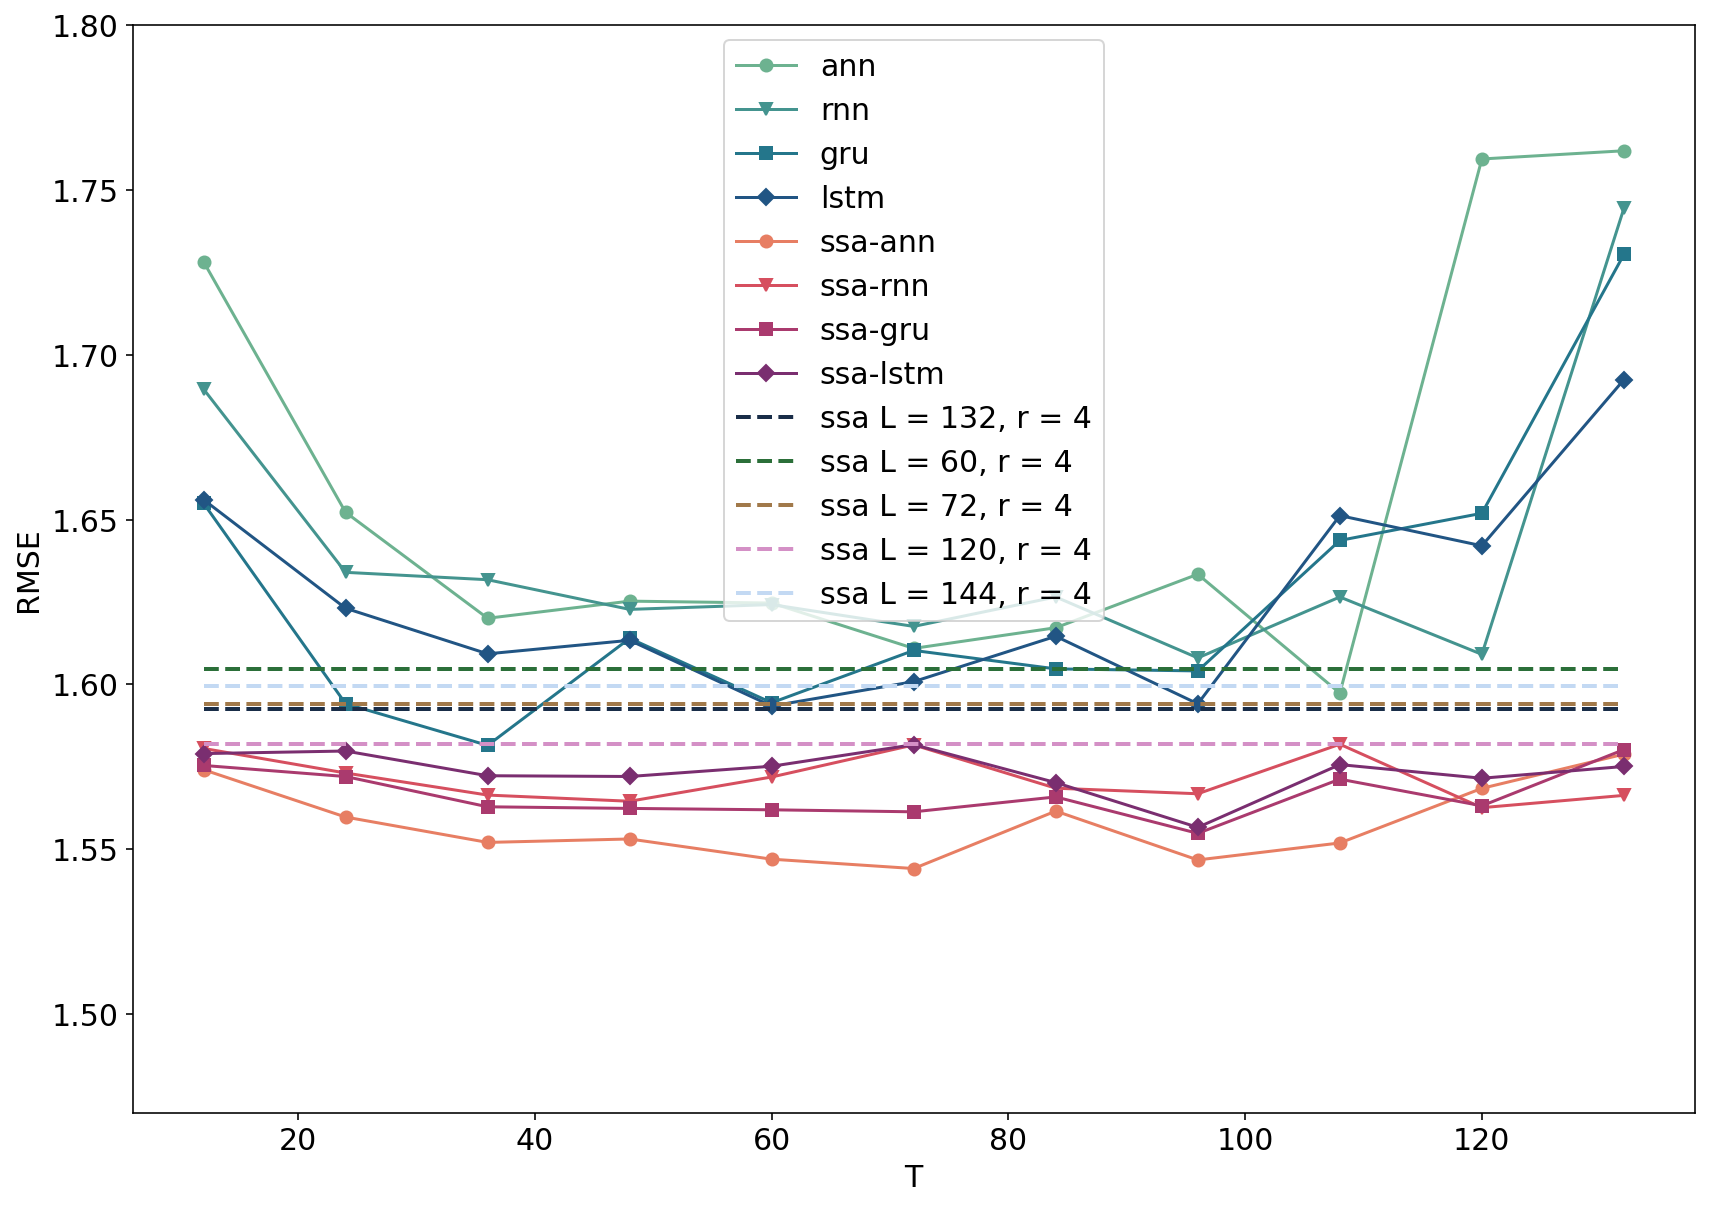 1.80
1.75
1.70
1.65
1.60
1.55
1.50
RMSE
ann
rnn
gru
lstm
ssa-ann
ssa-rnn
ssa-gru
ssa-lstm
ssa L = 132, r = 4
ssa L = 60, r = 4
ssa L = 72, r = 4
ssa L = 120, r = 4
ssa L = 144, r = 4
20 40 60 80 100 120
T